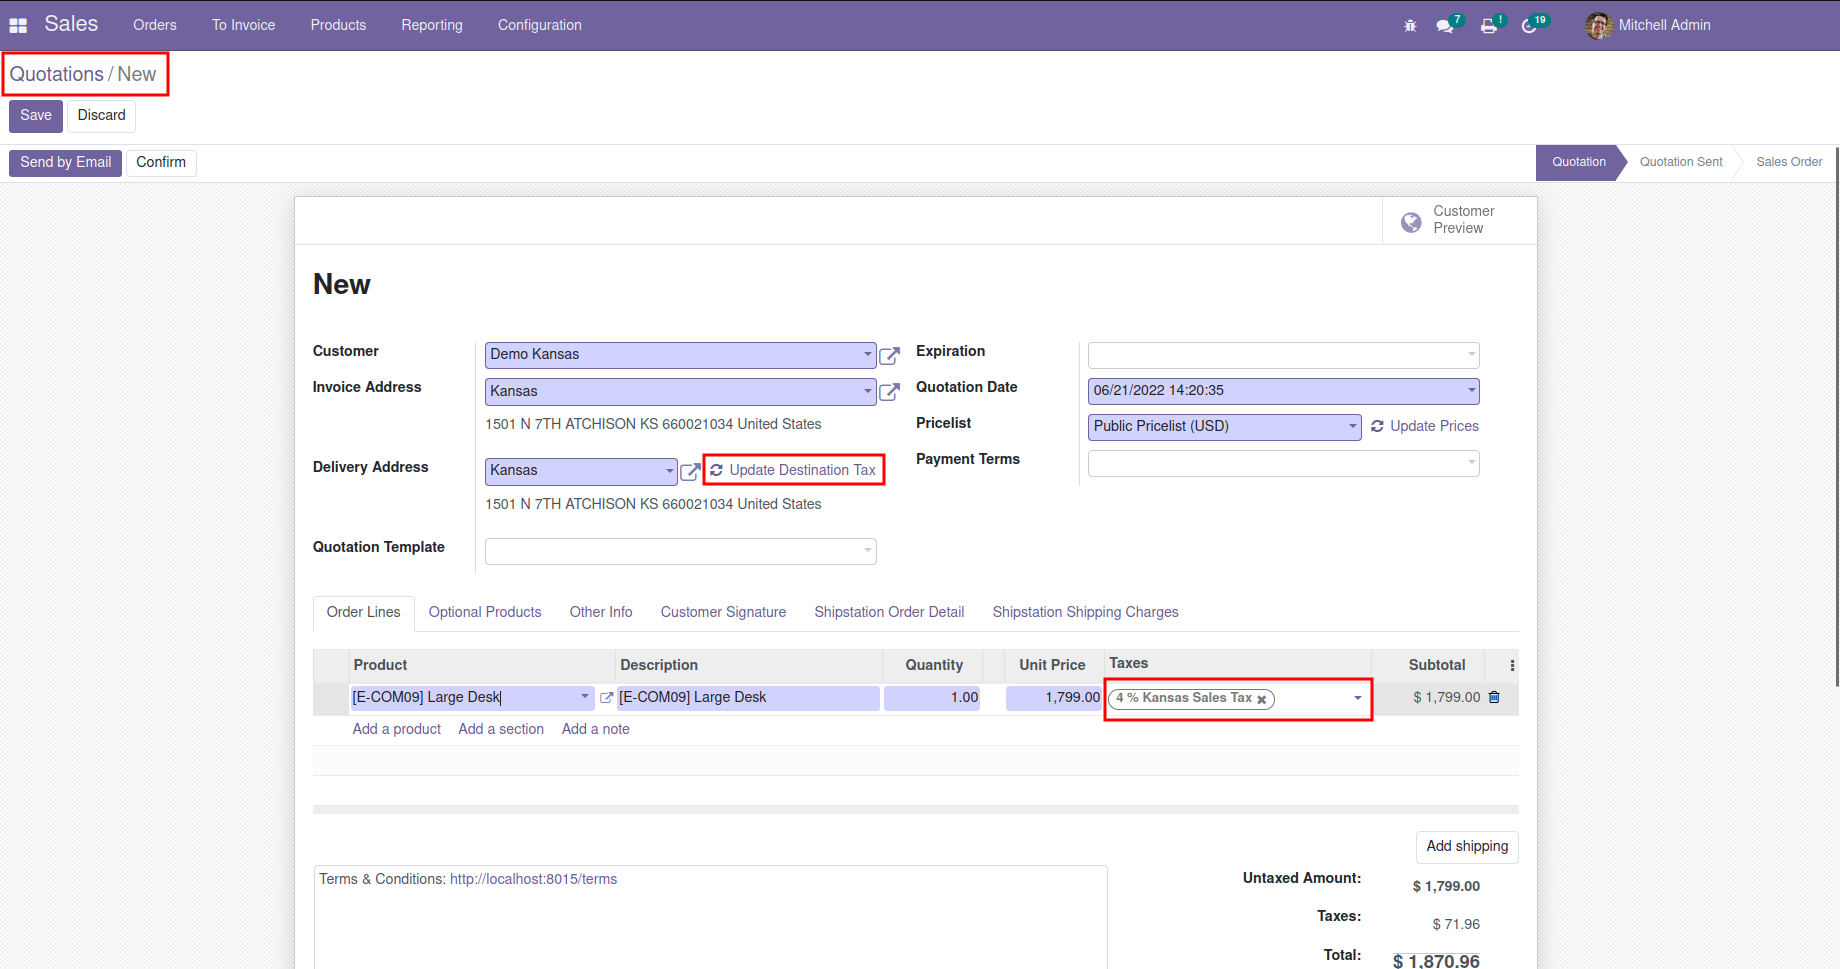 Sales Orders To Invoice Products Reporting Configuration 7 ! 19 Mitchell Admin
Quotations / New
Save Discard
Send by Email Confirm Quotation Quotation Sent Sales Order
Customer
Preview
New
Customer Demo Kansas Expiration
Invoice Address Kansas Quotation Date 06/21/2022 14:20:35
1501 N 7TH ATCHISON KS 660021034 United States Pricelist Public Pricelist (USD) Update Prices
Delivery Address Kansas Update Destination Tax Payment Terms
1501 N 7TH ATCHISON KS 660021034 United States
Quotation Template
Order Lines Optional Products Other Info Customer Signature Shipstation Order Detail Shipstation Shipping Charges
Product Description Quantity Unit Price Taxes Subtotal
[E-COM09] Large Desk [E-COM09] Large Desk 1.00 1,799.00 4 % Kansas Sales Tax $ 1,799.00
Add a product Add a section Add a note
Add shipping
Terms & Conditions: http://localhost:8015/terms
Untaxed Amount: $ 1,799.00
Taxes: $ 71.96
Total: $ 1,870.96